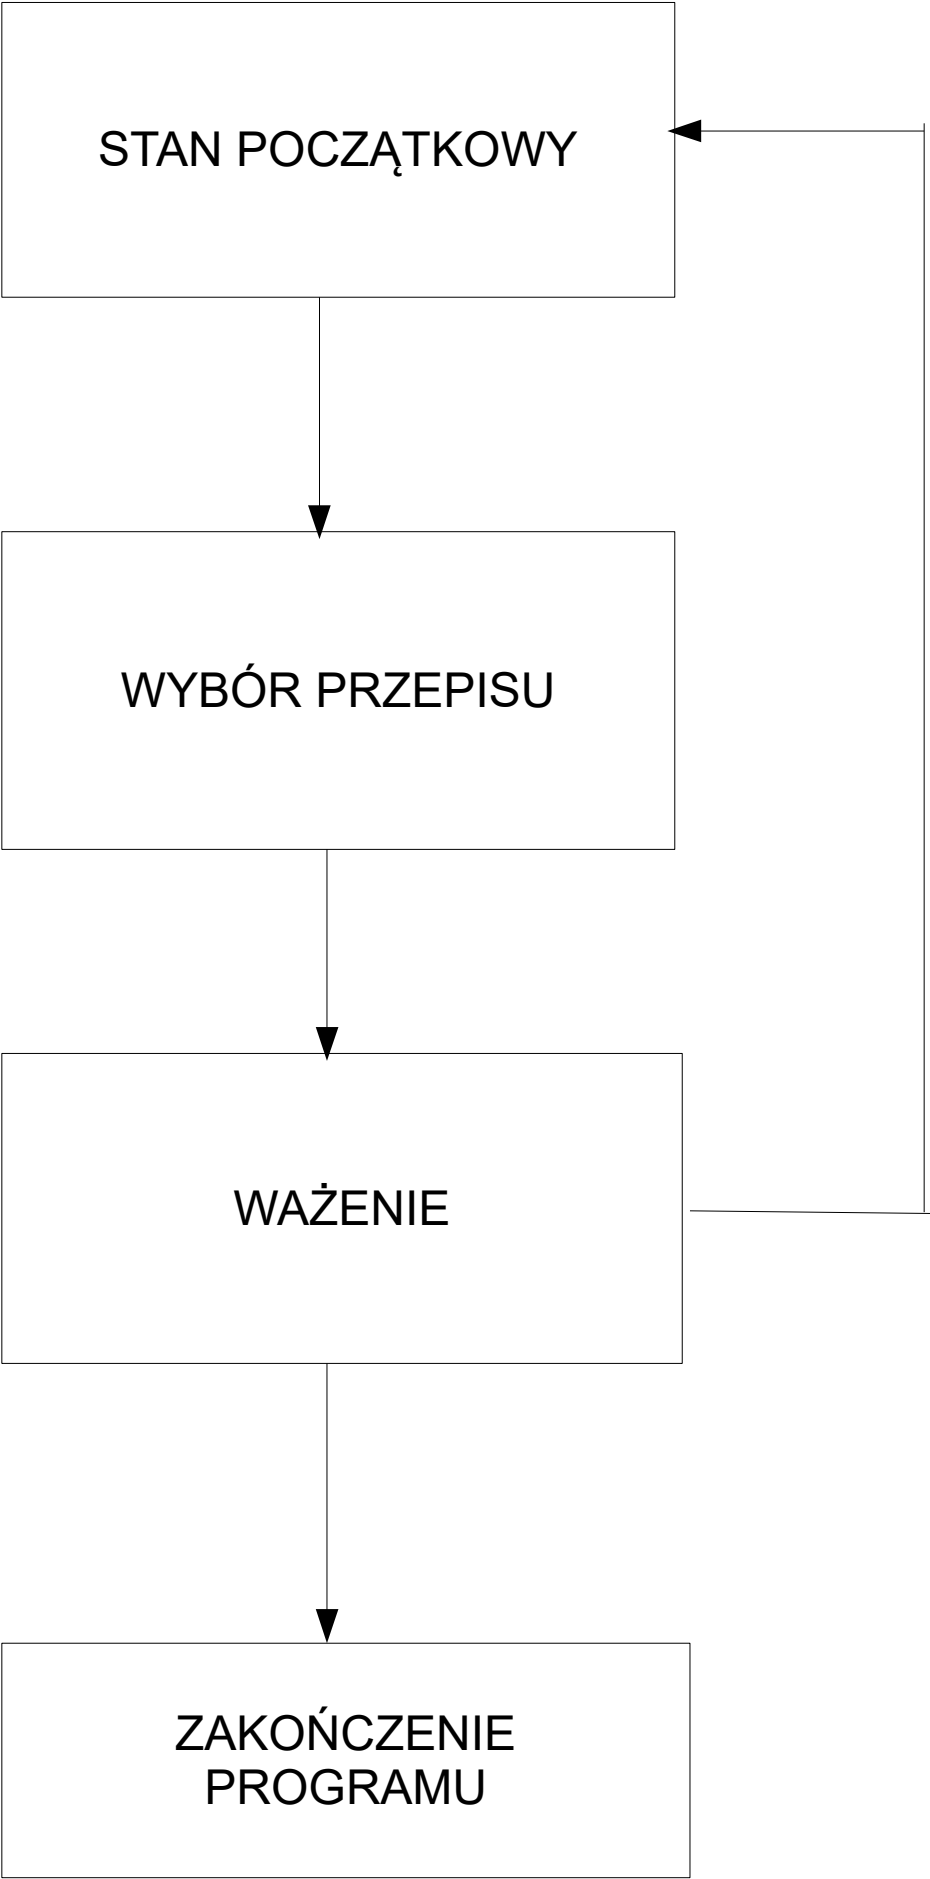 STAN POCZĄTKOWY
WYBÓR PRZEPISU
WAŻENIE
ZAKOŃCZENIE
PROGRAMU